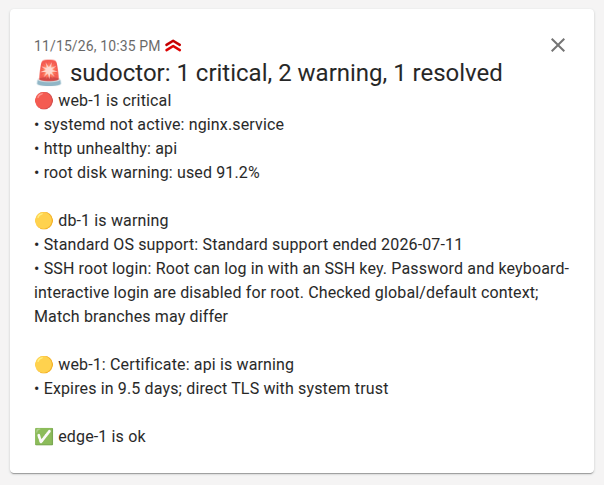 11/15/26, 10:35 PM
🚨 sudoctor: 1 critical, 2 warning, 1 resolved
🔴 web-1 is critical
• systemd not active: nginx.service
• http unhealthy: api
• root disk warning: used 91.2%
🟡 db-1 is warning
• Standard OS support: Standard support ended 2026-07-11
• SSH root login: Root can log in with an SSH key. Password and keyboard-
interactive login are disabled for root. Checked global/default context;
Match branches may differ
🟡 web-1: Certificate: api is warning
• Expires in 9.5 days; direct TLS with system trust
✅ edge-1 is ok